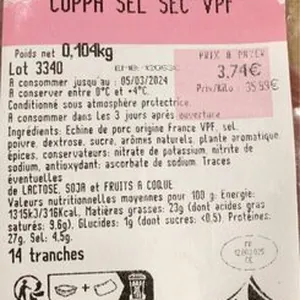 COPPA SEL SEC VPF
Poids net 0,104kg
PRIX A PAYER
Lot 3340
3,74€
A consommer jusqu'au : 05/03/2024
A conserver entre 0°C et +4°C.
Prix/Kilo : 35,99€
Conditionné sous atmosphère protectrice.
A consommer dans les 3 jours après ouverture
Ingrédients: Echine de porc origine France VPF, sel,
poivre, dextrose, sucre, arômes naturels, plante aromatique,
épices, conservateurs: nitrate de potassium, nitrite de
sodium, antioxydant: ascorbate de sodium. Traces
éventuelles
de LACTOSE, SOJA et FRUITS A COQUE
Valeurs nutritionnelles moyennes pour 100 g: Energie:
1315kJ/316Kcal. Matières grasses: 23g (dont acides gras
saturés: 9.6g). Glucides: 1g (dont sucres: <0.5). Protéines:
27g. Sel: 4.5g.
14 tranches
FR
CE